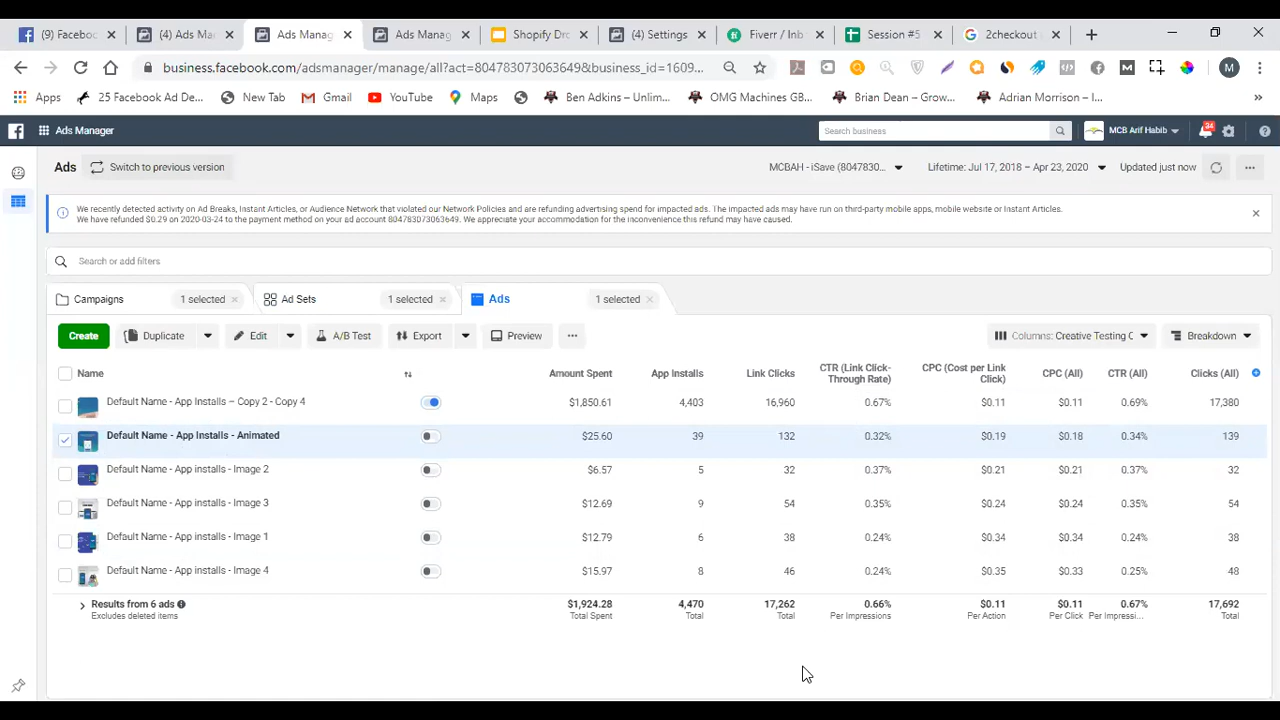 (9) Faceboo
(4) Ads Ma
Ads Manag
Ads Manag
Shopify Dro
(4) Settings
Fiverr / Inb
Session #5
2checkout
business.facebook.com/adsmanager/manage/all?act=804783073063649&business_id=1609...
M
Apps
25 Facebook Ad De...
New Tab
Gmail
YouTube
Maps
Ben Adkins – Unlim...
OMG Machines GB...
Brian Dean – Grow...
Adrian Morrison – I...
»
Ads Manager
Search business
MCB Arif Habib
34
Ads
Switch to previous version
MCBAH - iSave (8047830...
Lifetime: Jul 17, 2018 – Apr 23, 2020
Updated just now
We recently detected activity on Ad Breaks, Instant Articles, or Audience Network that violated our Network Policies and are refunding advertising spend for impacted ads. The impacted ads may have run on third-party mobile apps, mobile website or Instant Articles.
We have refunded $0.29 on 2020-03-24 to the payment method on your ad account 804783073063649. We appreciate your accommodation for the inconvenience this refund may have caused.
Search or add filters
Campaigns 1 selected
Ad Sets 1 selected
Ads 1 selected
Create
Duplicate
Edit
A/B Test
Export
Preview
Columns: Creative Testing C
Breakdown
Name Amount Spent App Installs Link Clicks CTR (Link Click-Through Rate) CPC (Cost per Link Click) CPC (All) CTR (All) Clicks (All)
Default Name - App Installs – Copy 2 - Copy 4 $1,850.61 4,403 16,960 0.67% $0.11 $0.11 0.69% 17,380
Default Name - App Installs - Animated $25.60 39 132 0.32% $0.19 $0.18 0.34% 139
Default Name - App installs - Image 2 $6.57 5 32 0.37% $0.21 $0.21 0.37% 32
Default Name - App installs - Image 3 $12.69 9 54 0.35% $0.24 $0.24 0.35% 54
Default Name - App installs - Image 1 $12.79 6 38 0.24% $0.34 $0.34 0.24% 38
Default Name - App installs - Image 4 $15.97 8 46 0.24% $0.35 $0.33 0.25% 48
Results from 6 ads $1,924.28 4,470 17,262 0.66% $0.11 $0.11 0.67% 17,692
Excludes deleted items Total Spent Total Total Per Impressions Per Action Per Click Per Impressi... Total